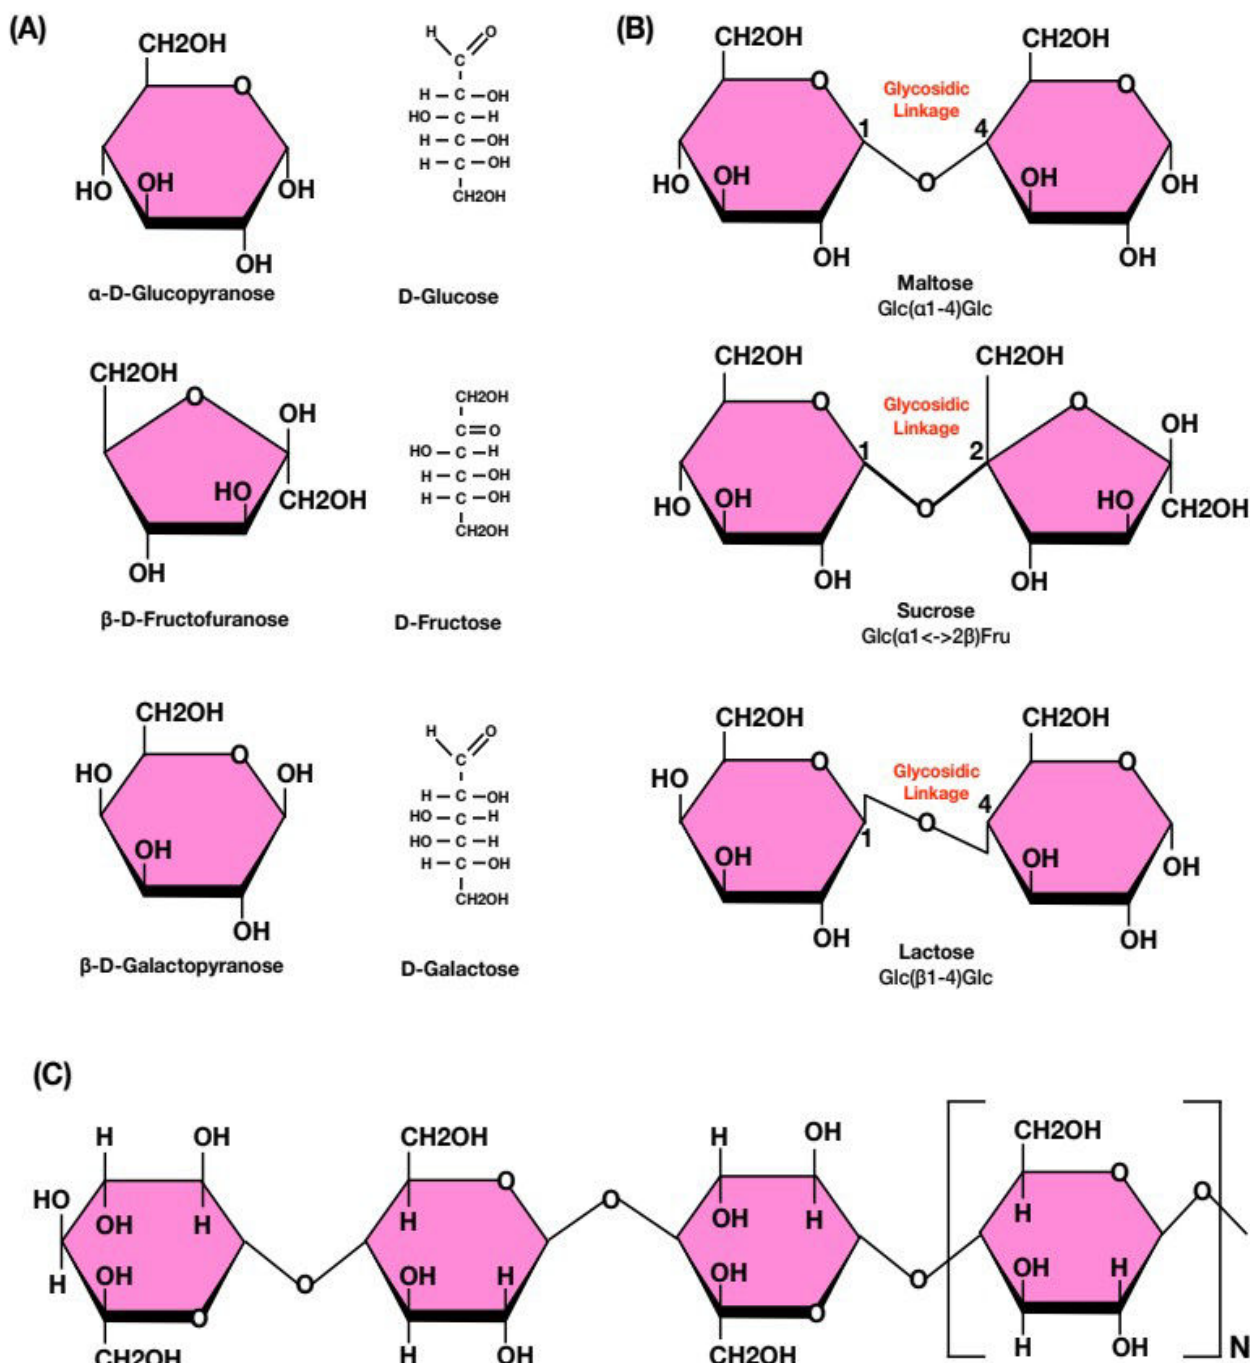 (A)
CH2OH
O
HO
OH
OH
OH
α-D-Glucopyranose
H
O
C
H C OH
HO C H
H C OH
H C OH
CH2OH
D-Glucose
CH2OH
O
OH
HO
CH2OH
OH
β-D-Fructofuranose
CH2OH
C O
HO C H
H C OH
H C OH
CH2OH
D-Fructose
CH2OH
HO
O
OH
OH
OH
β-D-Galactopyranose
H
O
C
H C OH
HO C H
HO C H
H C OH
CH2OH
D-Galactose
(B)
CH2OH
O
HO
OH
OH
1
Glycosidic
Linkage
O
4
CH2OH
O
OH
OH
OH
Maltose
Glc(α1-4)Glc
CH2OH
O
HO
OH
OH
1
Glycosidic
Linkage
O
2
CH2OH
O
OH
HO
CH2OH
OH
Sucrose
Glc(α1<->2β)Fru
CH2OH
HO
O
OH
OH
1
Glycosidic
Linkage
O
4
CH2OH
O
OH
OH
OH
Lactose
Glc(β1-4)Glc
(C)
H
OH
HO
OH
H
H
OH
O
CH2OH
O
CH2OH
O
H
OH
H
H
OH
O
H
OH
OH
H
OH
O
CH2OH
O
CH2OH
O
H
OH
H
H
OH
O
N